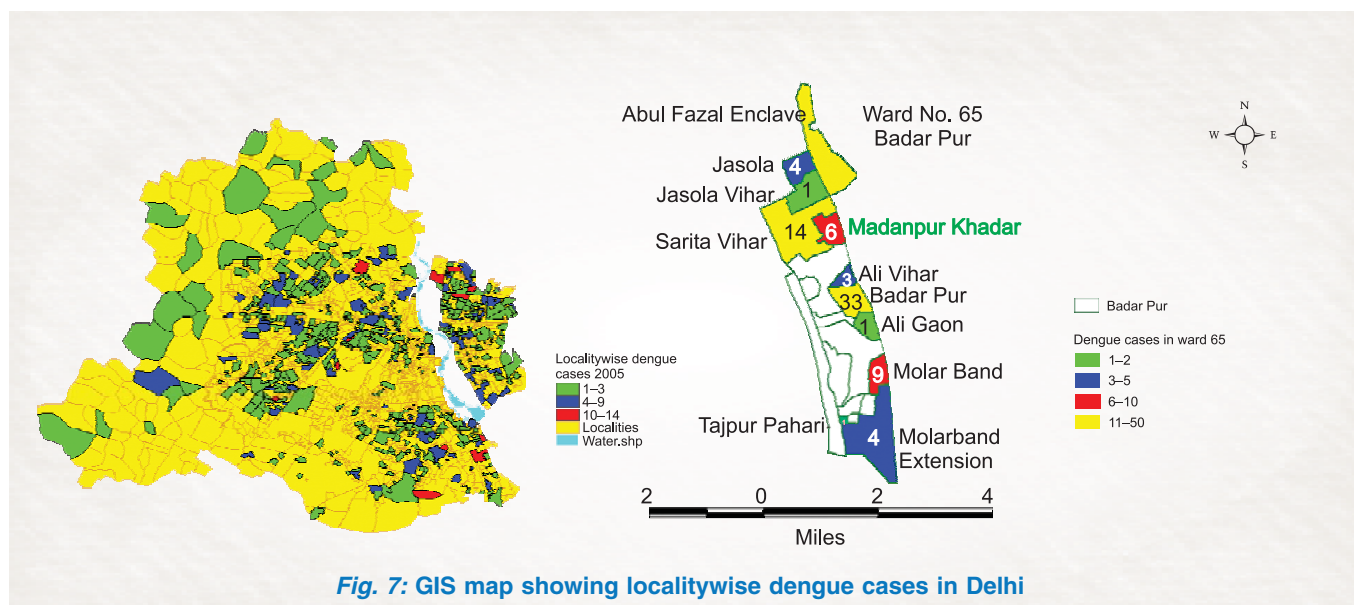 Abul Fazal Enclave
Ward No. 65
Badar Pur
Jasola
4
Jasola Vihar
1
Sarita Vihar
14
6
Madanpur Khadar
3
Ali Vihar
33
Badar Pur
1
Ali Gaon
9
Molar Band
Tajpur Pahari
4
Molarband
Extension
2 0 2 4
Miles
N
W E
S
Localitywise dengue
cases 2005
1–3
4–9
10–14
Localities
Water.shp
Badar Pur
Dengue cases in ward 65
1–2
3–5
6–10
11–50
Fig. 7: GIS map showing localitywise dengue cases in Delhi